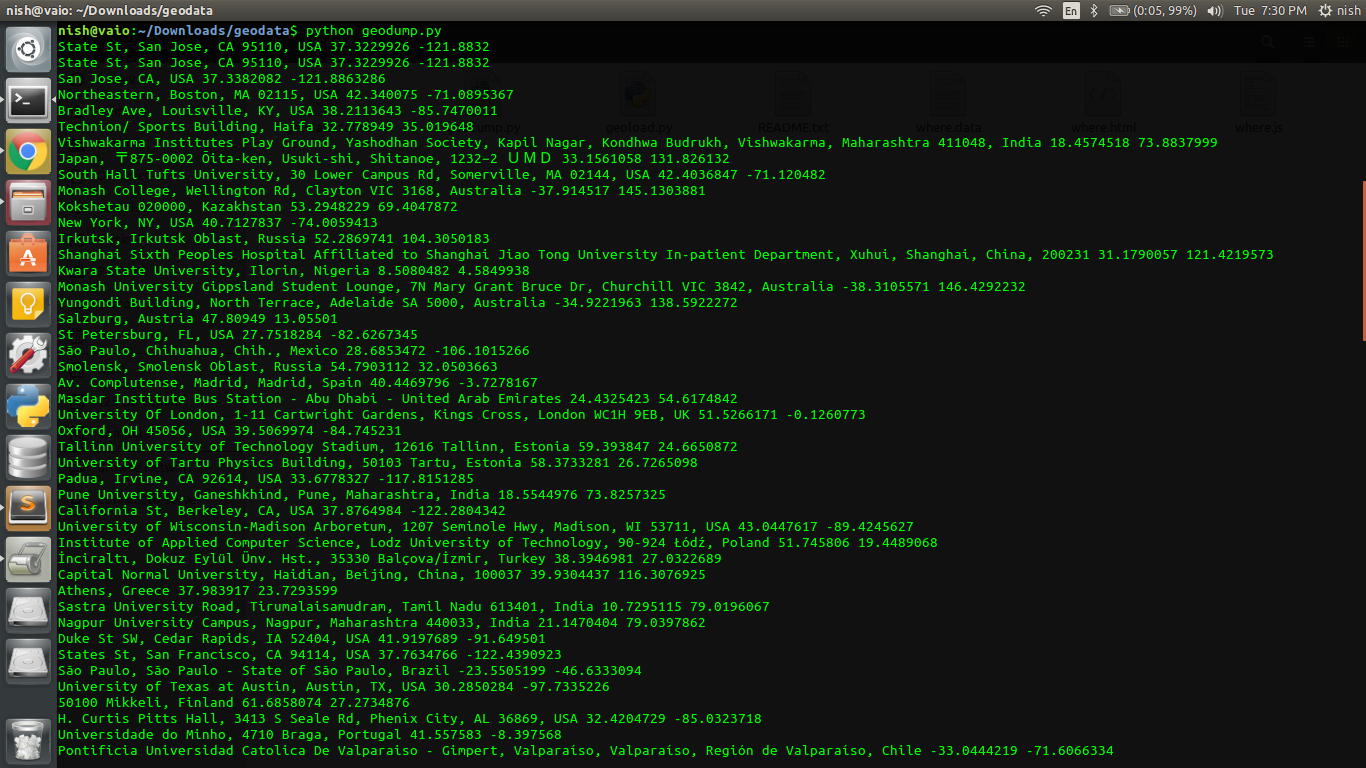 nish@vaio: ~/Downloads/geodata
En
(0:05, 99%)
Tue 7:30 PM
nish
nish@vaio:~/Downloads/geodata$ python geodump.py
State St, San Jose, CA 95110, USA 37.3229926 -121.8832
State St, San Jose, CA 95110, USA 37.3229926 -121.8832
San Jose, CA, USA 37.3382082 -121.8863286
Northeastern, Boston, MA 02115, USA 42.340075 -71.0895367
Bradley Ave, Louisville, KY, USA 38.2113643 -85.7470011
Technion/ Sports Building, Haifa 32.778949 35.019648
Vishwakarma Institutes Play Ground, Yashodhan Society, Kapil Nagar, Kondhwa Budrukh, Vishwakarma, Maharashtra 411048, India 18.4574518 73.8837999
Japan, 〒875-0002 Ōita-ken, Usuki-shi, Shitanoe, 1232−2 ＵＭＤ 33.1561058 131.826132
South Hall Tufts University, 30 Lower Campus Rd, Somerville, MA 02144, USA 42.4036847 -71.120482
Monash College, Wellington Rd, Clayton VIC 3168, Australia -37.914517 145.1303881
Kokshetau 020000, Kazakhstan 53.2948229 69.4047872
New York, NY, USA 40.7127837 -74.0059413
Irkutsk, Irkutsk Oblast, Russia 52.2869741 104.3050183
Shanghai Sixth Peoples Hospital Affiliated to Shanghai Jiao Tong University In-patient Department, Xuhui, Shanghai, China, 200231 31.1790057 121.4219573
Kwara State University, Ilorin, Nigeria 8.5080482 4.5849938
Monash University Gippsland Student Lounge, 7N Mary Grant Bruce Dr, Churchill VIC 3842, Australia -38.3105571 146.4292232
Yungondi Building, North Terrace, Adelaide SA 5000, Australia -34.9221963 138.5922272
Salzburg, Austria 47.80949 13.05501
St Petersburg, FL, USA 27.7518284 -82.6267345
São Paulo, Chihuahua, Chih., Mexico 28.6853472 -106.1015266
Smolensk, Smolensk Oblast, Russia 54.7903112 32.0503663
Av. Complutense, Madrid, Madrid, Spain 40.4469796 -3.7278167
Masdar Institute Bus Station - Abu Dhabi - United Arab Emirates 24.4325423 54.6174842
University Of London, 1-11 Cartwright Gardens, Kings Cross, London WC1H 9EB, UK 51.5266171 -0.1260773
Oxford, OH 45056, USA 39.5069974 -84.745231
Tallinn University of Technology Stadium, 12616 Tallinn, Estonia 59.393847 24.6650872
University of Tartu Physics Building, 50103 Tartu, Estonia 58.3733281 26.7265098
Padua, Irvine, CA 92614, USA 33.6778327 -117.8151285
Pune University, Ganeshkhind, Pune, Maharashtra, India 18.5544976 73.8257325
California St, Berkeley, CA, USA 37.8764984 -122.2804342
University of Wisconsin-Madison Arboretum, 1207 Seminole Hwy, Madison, WI 53711, USA 43.0447617 -89.4245627
Institute of Applied Computer Science, Lodz University of Technology, 90-924 Łódź, Poland 51.745806 19.4489068
İnciraltı, Dokuz Eylül Ünv. Hst., 35330 Balçova/İzmir, Turkey 38.3946981 27.0322689
Capital Normal University, Haidian, Beijing, China, 100037 39.9304437 116.3076925
Athens, Greece 37.983917 23.7293599
Sastra University Road, Tirumalaisamudram, Tamil Nadu 613401, India 10.7295115 79.0196067
Nagpur University Campus, Nagpur, Maharashtra 440033, India 21.1470404 79.0397862
Duke St SW, Cedar Rapids, IA 52404, USA 41.9197689 -91.649501
States St, San Francisco, CA 94114, USA 37.7634766 -122.4390923
São Paulo, São Paulo - State of São Paulo, Brazil -23.5505199 -46.6333094
University of Texas at Austin, Austin, TX, USA 30.2850284 -97.7335226
50100 Mikkeli, Finland 61.6858074 27.2734876
H. Curtis Pitts Hall, 3413 S Seale Rd, Phenix City, AL 36869, USA 32.4204729 -85.0323718
Universidade do Minho, 4710 Braga, Portugal 41.557583 -8.397568
Pontificia Universidad Catolica De Valparaiso - Gimpert, Valparaíso, Valparaíso, Región de Valparaíso, Chile -33.0444219 -71.6066334
geoload.py
README.txt
where.data
where.html
where.js